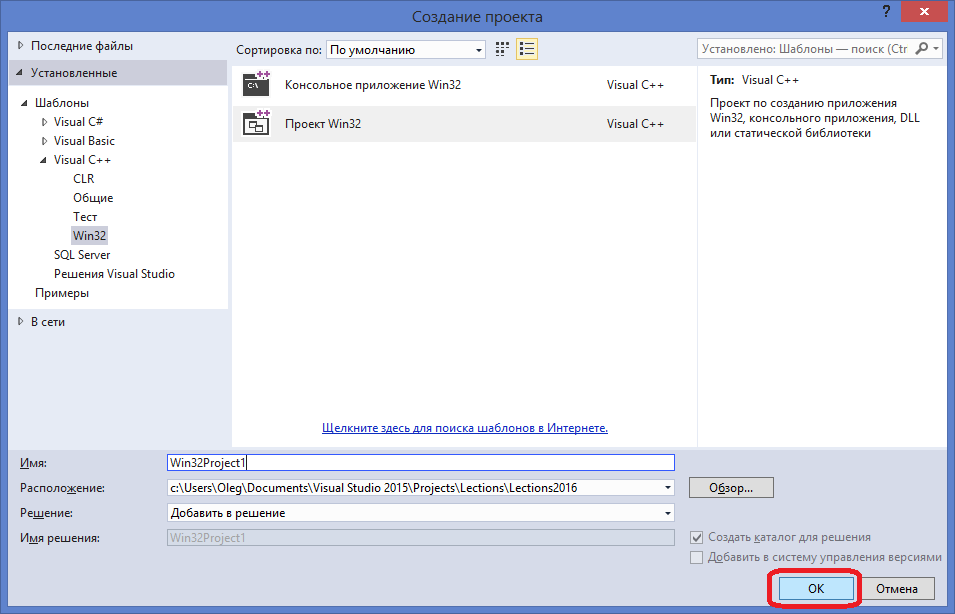 Создание проекта
?
Последние файлы
Установленные
Шаблоны
Visual C#
Visual Basic
Visual C++
CLR
Общие
Тест
Win32
SQL Server
Решения Visual Studio
Примеры
В сети
Сортировка по: По умолчанию
Установлено: Шаблоны — поиск (Ctr
C:\
Консольное приложение Win32 Visual C++
Проект Win32 Visual C++
Щелкните здесь для поиска шаблонов в Интернете.
Тип: Visual C++
Проект по созданию приложения
Win32, консольного приложения, DLL
или статической библиотеки
Имя: Win32Project1
Расположение: c:\Users\Oleg\Documents\Visual Studio 2015\Projects\Lections\Lections2016
Обзор...
Решение: Добавить в решение
Имя решения: Win32Project1
Создать каталог для решения
Добавить в систему управления версиями
OK Отмена